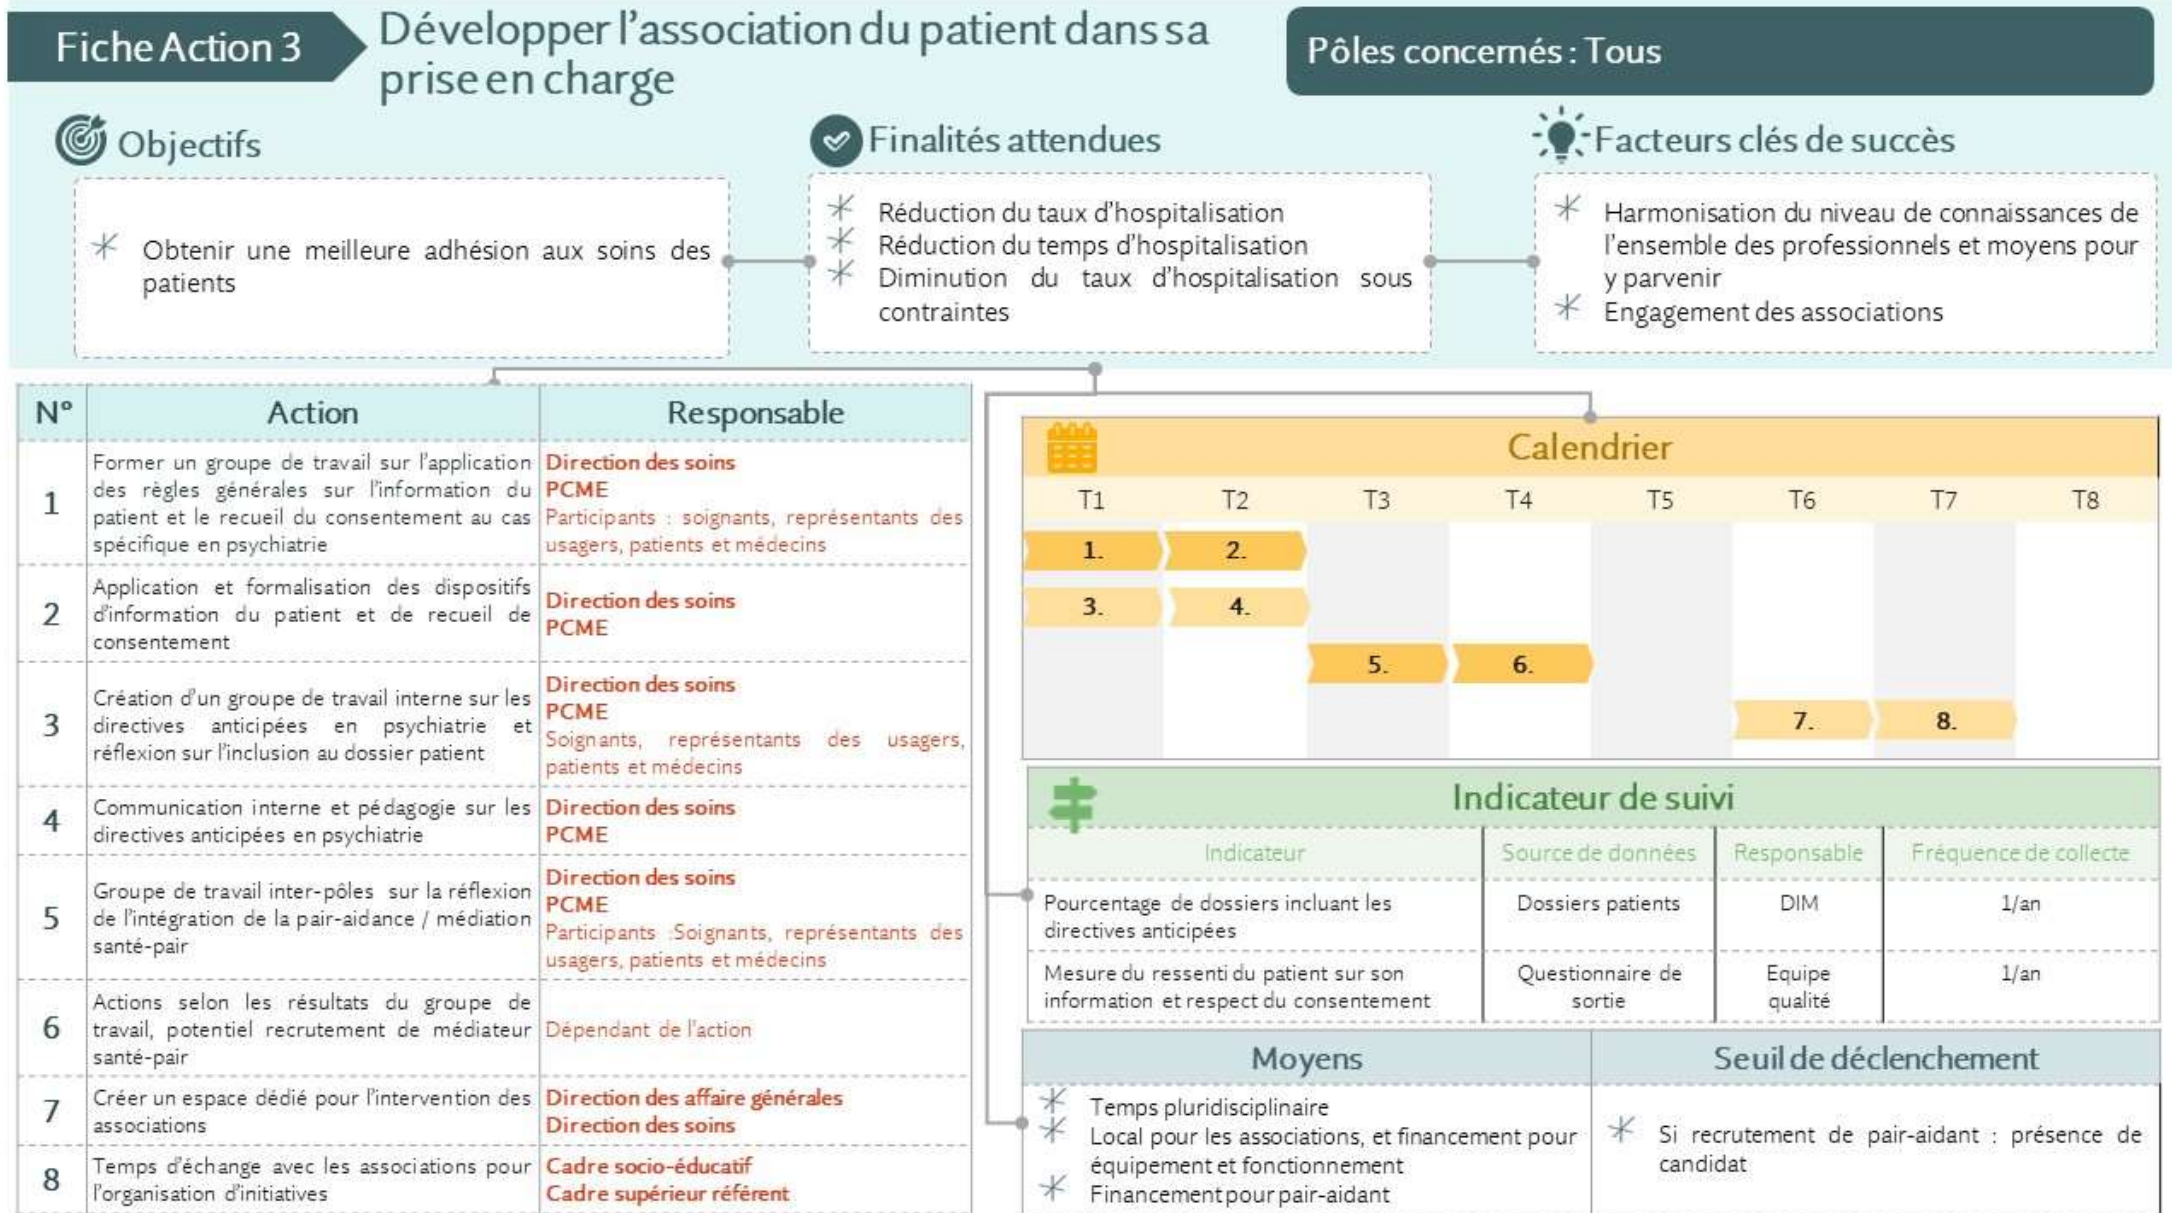 Fiche Action 3
Développer l'association du patient dans sa
prise en charge
Pôles concernés : Tous
Objectifs
Obtenir une meilleure adhésion aux soins des
patients
Finalités attendues
Réduction du taux d'hospitalisation
Réduction du temps d'hospitalisation
Diminution du taux d'hospitalisation sous
contraintes
Facteurs clés de succès
Harmonisation du niveau de connaissances de
l'ensemble des professionnels et moyens pour
y parvenir
Engagement des associations
N° Action Responsable
1
Former un groupe de travail sur l'application
des règles générales sur l'information du
patient et le recueil du consentement au cas
spécifique en psychiatrie
Direction des soins
PCME
Participants : soignants, représentants des
usagers, patients et médecins
2
Application et formalisation des dispositifs
d'information du patient et de recueil de
consentement
Direction des soins
PCME
3
Création d'un groupe de travail interne sur les
directives anticipées en psychiatrie et
réflexion sur l'inclusion au dossier patient
Direction des soins
PCME
Soignants, représentants des usagers,
patients et médecins
4
Communication interne et pédagogie sur les
directives anticipées en psychiatrie
Direction des soins
PCME
5
Groupe de travail inter-pôles sur la réflexion
de l'intégration de la pair-aidance / médiation
santé-pair
Direction des soins
PCME
Participants :Soignants, représentants des
usagers, patients et médecins
6
Actions selon les résultats du groupe de
travail, potentiel recrutement de médiateur
santé-pair
Dépendant de l'action
7
Créer un espace dédié pour l'intervention des
associations
Direction des affaire générales
Direction des soins
8
Temps d'échange avec les associations pour
l'organisation d'initiatives
Cadre socio-éducatif
Cadre supérieur référent
Calendrier
T1 T2 T3 T4 T5 T6 T7 T8
1. 2.
3. 4.
5. 6.
7. 8.
Indicateur de suivi
Indicateur Source de données Responsable Fréquence de collecte
Pourcentage de dossiers incluant les
directives anticipées
Dossiers patients
DIM
1/an
Mesure du ressenti du patient sur son
information et respect du consentement
Questionnaire de
sortie
Equipe
qualité
1/an
Moyens
Temps pluridisciplinaire
Local pour les associations, et financement pour
équipement et fonctionnement
Financement pour pair-aidant
Seuil de déclenchement
Si recrutement de pair-aidant : présence de
candidat